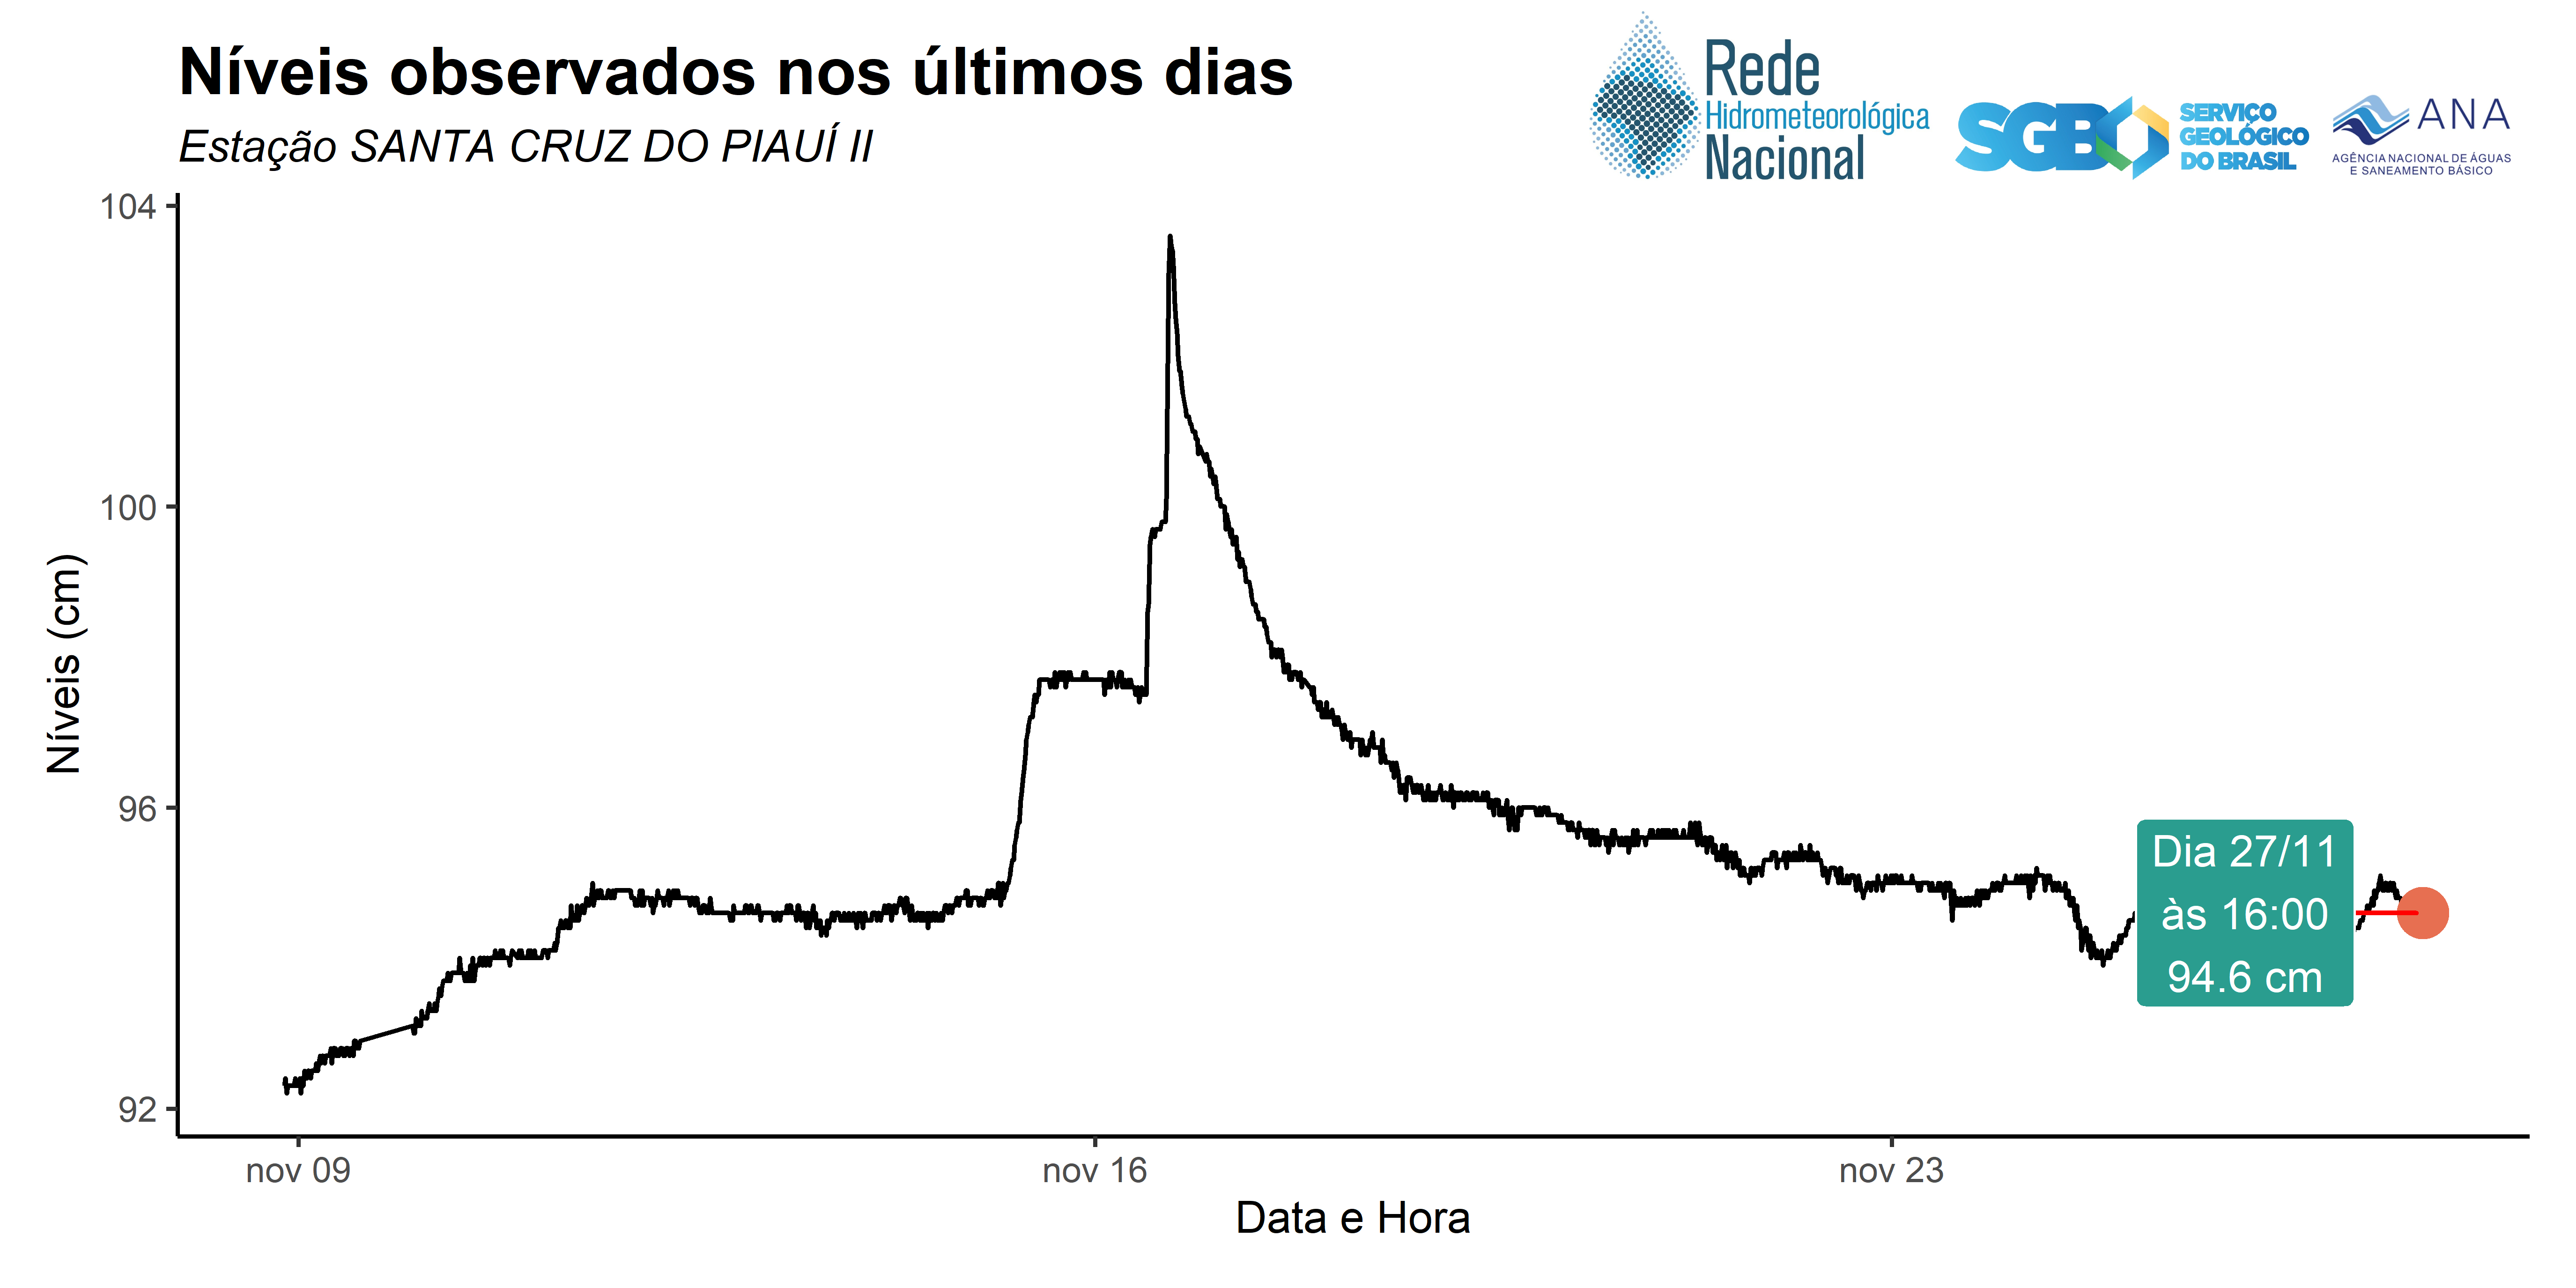 Níveis observados nos últimos dias
Estação SANTA CRUZ DO PIAUÍ II
Rede
Hidrometeorológica
Nacional
SGB
SERVIÇO
GEOLÓGICO
DO BRASIL
ANA
AGÊNCIA NACIONAL DE ÁGUAS
E SANEAMENTO BÁSICO
104
100
96
92
Níveis (cm)
Dia 27/11
às 16:00
94.6 cm
nov 09
nov 16
nov 23
Data e Hora